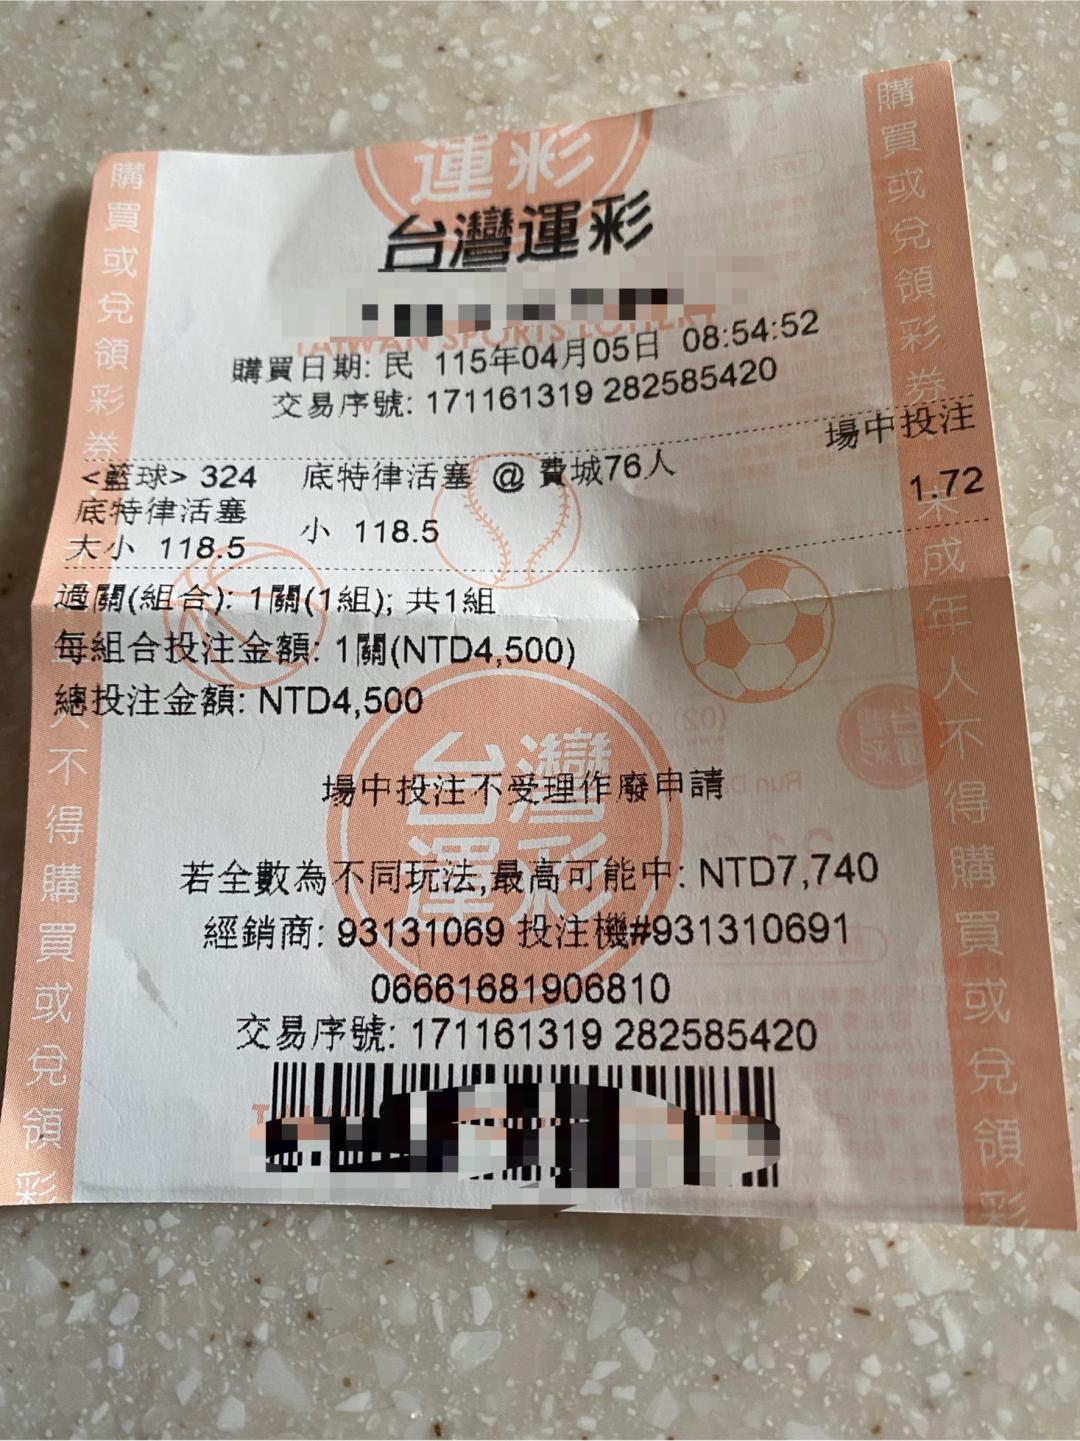 運彩
台灣運彩
TAIWAN SPORTS LOTTERY
購買日期: 民 115年04月05日 08:54:52
交易序號: 171161319 282585420
場中投注
<籃球> 324 底特律活塞 @ 費城76人
底特律活塞 1.72
大小 118.5 小 118.5
過關(組合): 1關(1組); 共1組
每組合投注金額: 1關(NTD4,500)
總投注金額: NTD4,500
台灣
運彩
場中投注不受理作廢申請
若全數為不同玩法,最高可能中: NTD7,740
經銷商: 93131069 投注機#931310691
06661681906810
交易序號: 171161319 282585420
購買或兌領彩券
人不得購買或兌領彩
購買或兌領彩券
未成年人不得購買或兌領彩